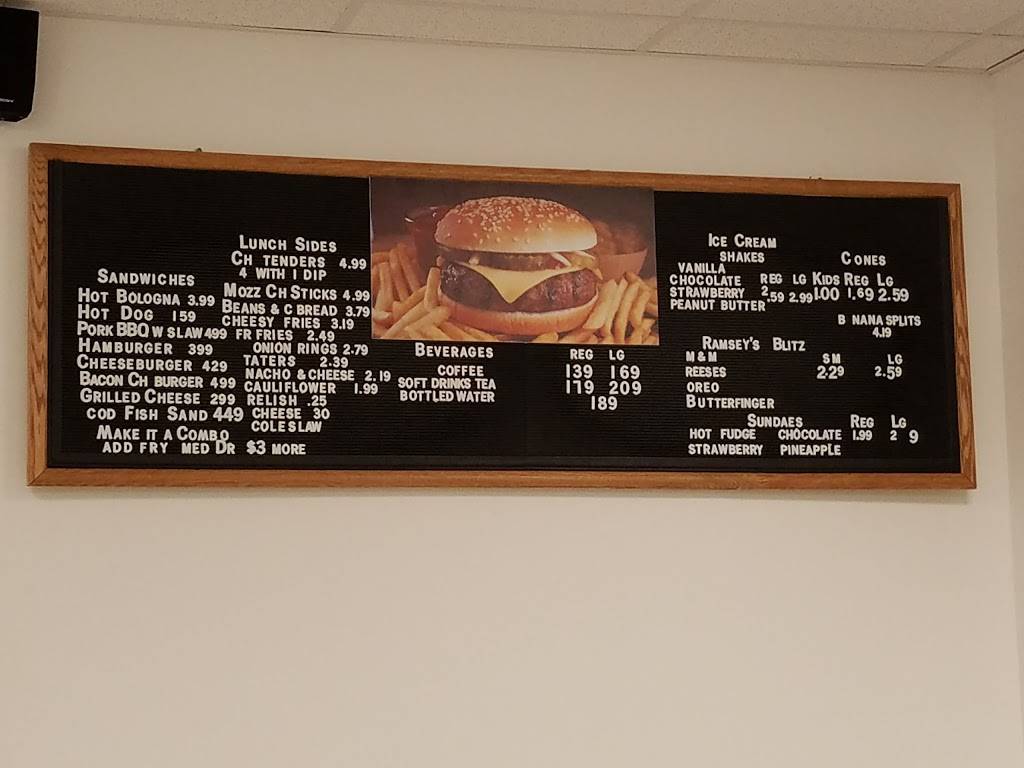 SANDWICHES
HOT BOLOGNA 3.99
HOT DOG 159
PORK BBQ W SLAW 499
HAMBURGER 399
CHEESEBURGER 429
BACON CH BURGER 499
GRILLED CHEESE 299
COD FISH SAND 449
MAKE IT A COMBO
ADD FRY MED DR $3 MORE
LUNCH SIDES
CH TENDERS 4.99
4 WITH 1 DIP
MOZZ CH STICKS 4.99
BEANS & C BREAD 3.79
CHEESY FRIES 3.19
FR FRIES 2.49
ONION RINGS 2.79
TATERS 2.39
NACHO & CHEESE 2.19
CAULIFLOWER 1.99
RELISH .25
CHEESE 30
COLESLAW
BEVERAGES REG LG
COFFEE 139 169
SOFT DRINKS TEA 179 209
BOTTLED WATER 189
ICE CREAM
SHAKES
VANILLA
CHOCOLATE REG LG
STRAWBERRY 2.59 2.99
PEANUT BUTTER
CONES
KIDS REG LG
1.00 1.69 2.59
B NANA SPLITS
4.19
RAMSEY'S BLITZ
M&M SM LG
REESES 2.29 2.59
OREO
BUTTERFINGER
SUNDAES REG LG
HOT FUDGE CHOCOLATE 1.99 2 9
STRAWBERRY PINEAPPLE